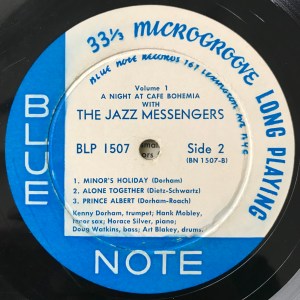 33⅓ MICROGROOVE LONG PLAYING
BLUE NOTE RECORDS 767 LEXINGTON AVE NYC
Volume 1
A NIGHT AT CAFE BOHEMIA
WITH
THE JAZZ MESSENGERS
BLP 1507
Side 2
(BN 1507-B)
1. MINOR'S HOLIDAY (Dorham)
2. ALONE TOGETHER (Dietz-Schwartz)
3. PRINCE ALBERT (Dorham-Roach)
Kenny Dorham, trumpet; Hank Mobley,
tenor sax; Horace Silver, piano;
Doug Watkins, bass; Art Blakey, drums.
BLUE
NOTE